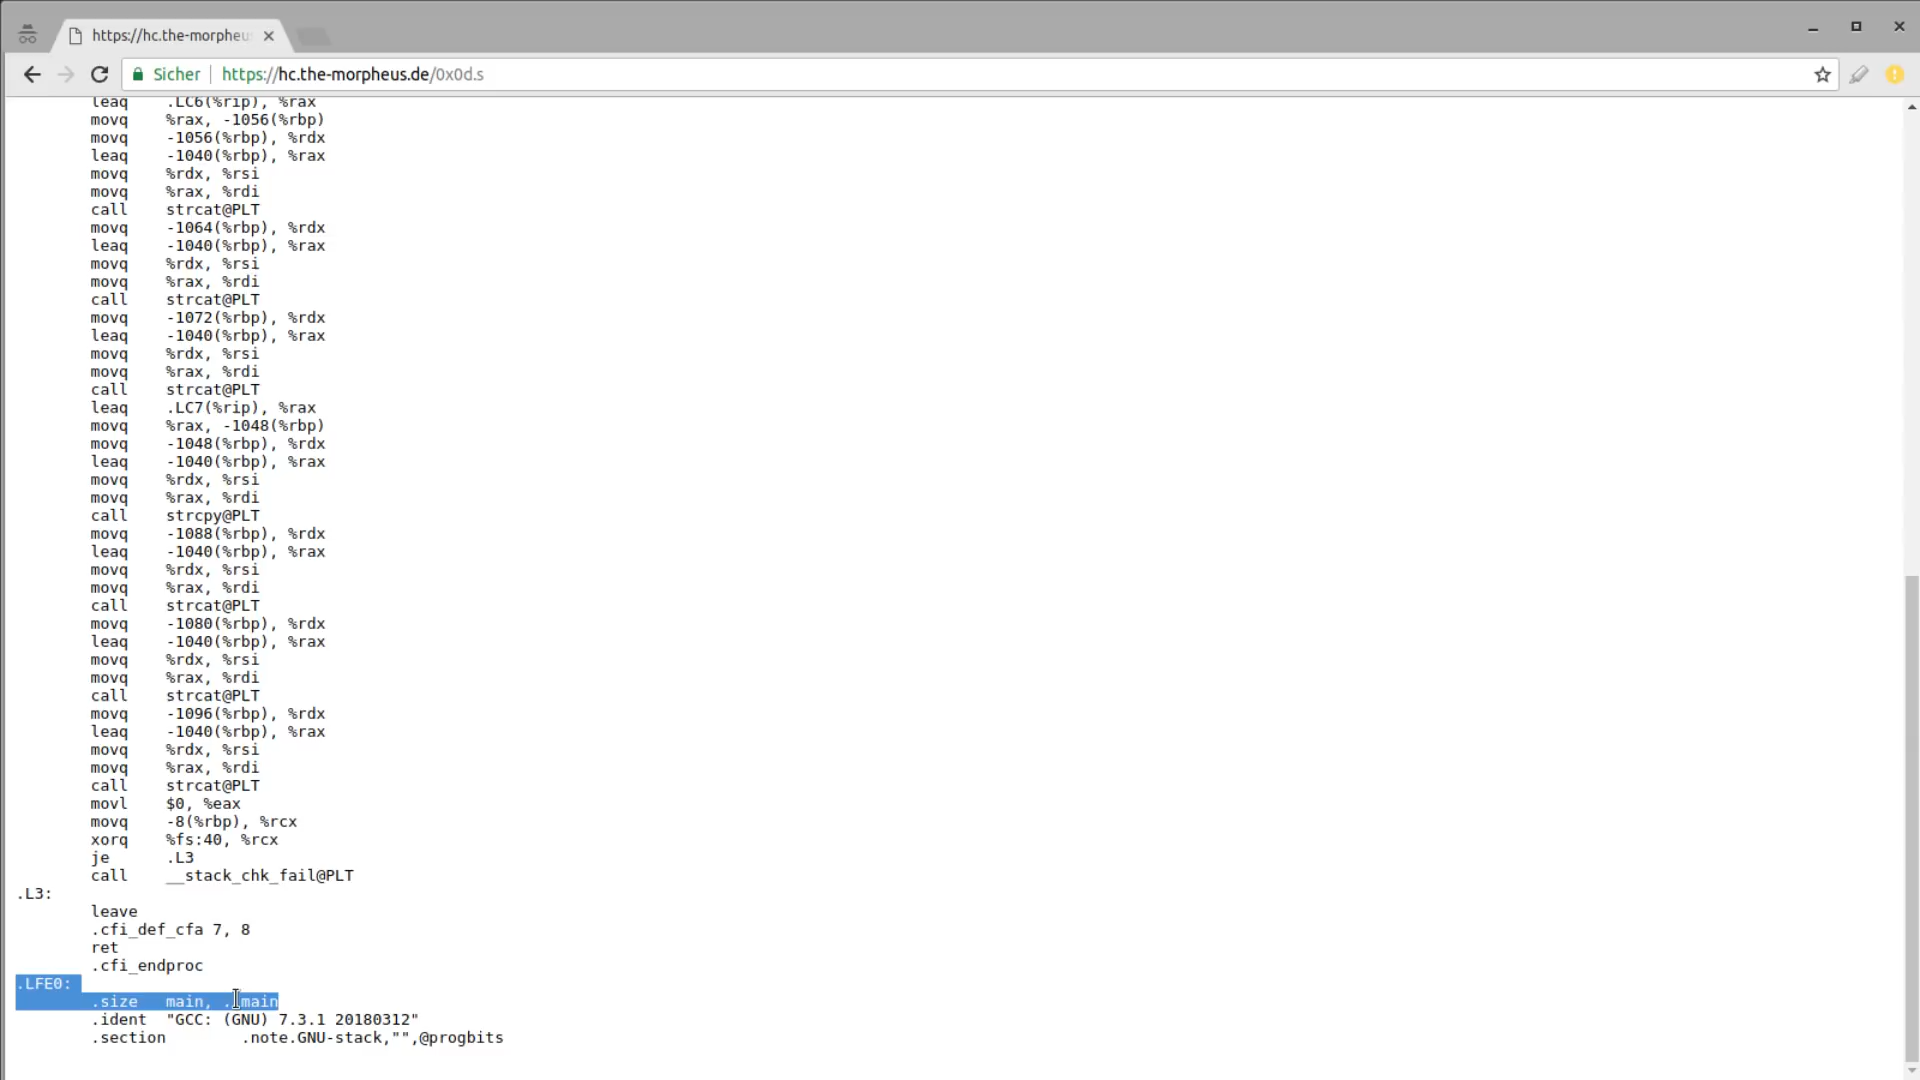 https://hc.the-morpheu
Sicher | https://hc.the-morpheus.de/0x0d.s
leaq .LC6(%rip), %rax
movq %rax, -1056(%rbp)
movq -1056(%rbp), %rdx
leaq -1040(%rbp), %rax
movq %rdx, %rsi
movq %rax, %rdi
call strcat@PLT
movq -1064(%rbp), %rdx
leaq -1040(%rbp), %rax
movq %rdx, %rsi
movq %rax, %rdi
call strcat@PLT
movq -1072(%rbp), %rdx
leaq -1040(%rbp), %rax
movq %rdx, %rsi
movq %rax, %rdi
call strcat@PLT
leaq .LC7(%rip), %rax
movq %rax, -1048(%rbp)
movq -1048(%rbp), %rdx
leaq -1040(%rbp), %rax
movq %rdx, %rsi
movq %rax, %rdi
call strcpy@PLT
movq -1088(%rbp), %rdx
leaq -1040(%rbp), %rax
movq %rdx, %rsi
movq %rax, %rdi
call strcat@PLT
movq -1080(%rbp), %rdx
leaq -1040(%rbp), %rax
movq %rdx, %rsi
movq %rax, %rdi
call strcat@PLT
movq -1096(%rbp), %rdx
leaq -1040(%rbp), %rax
movq %rdx, %rsi
movq %rax, %rdi
call strcat@PLT
movl $0, %eax
movq -8(%rbp), %rcx
xorq %fs:40, %rcx
je .L3
call __stack_chk_fail@PLT
.L3:
leave
.cfi_def_cfa 7, 8
ret
.cfi_endproc
.LFE0:
.size main, .-main
.ident "GCC: (GNU) 7.3.1 20180312"
.section .note.GNU-stack,"",@progbits